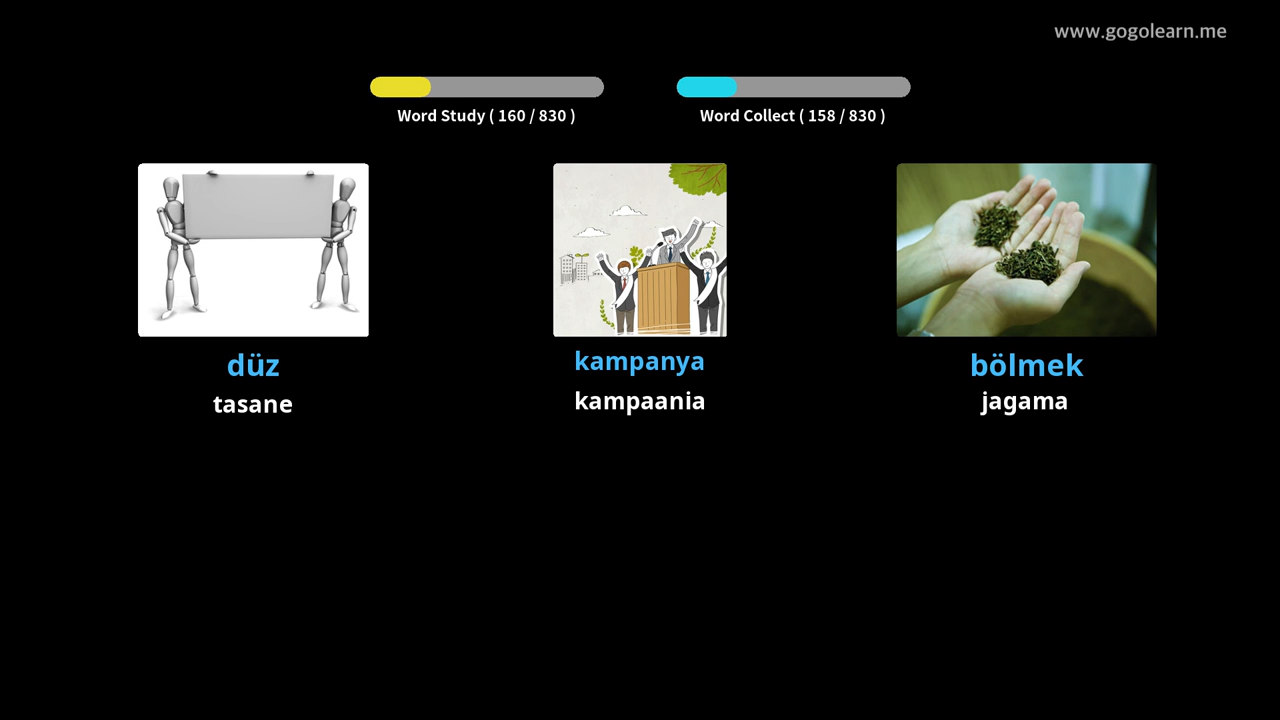 www.gogolearn.me
Word Study ( 160 / 830 )
Word Collect ( 158 / 830 )
düz
tasane
kampanya
kampaania
bölmek
jagama